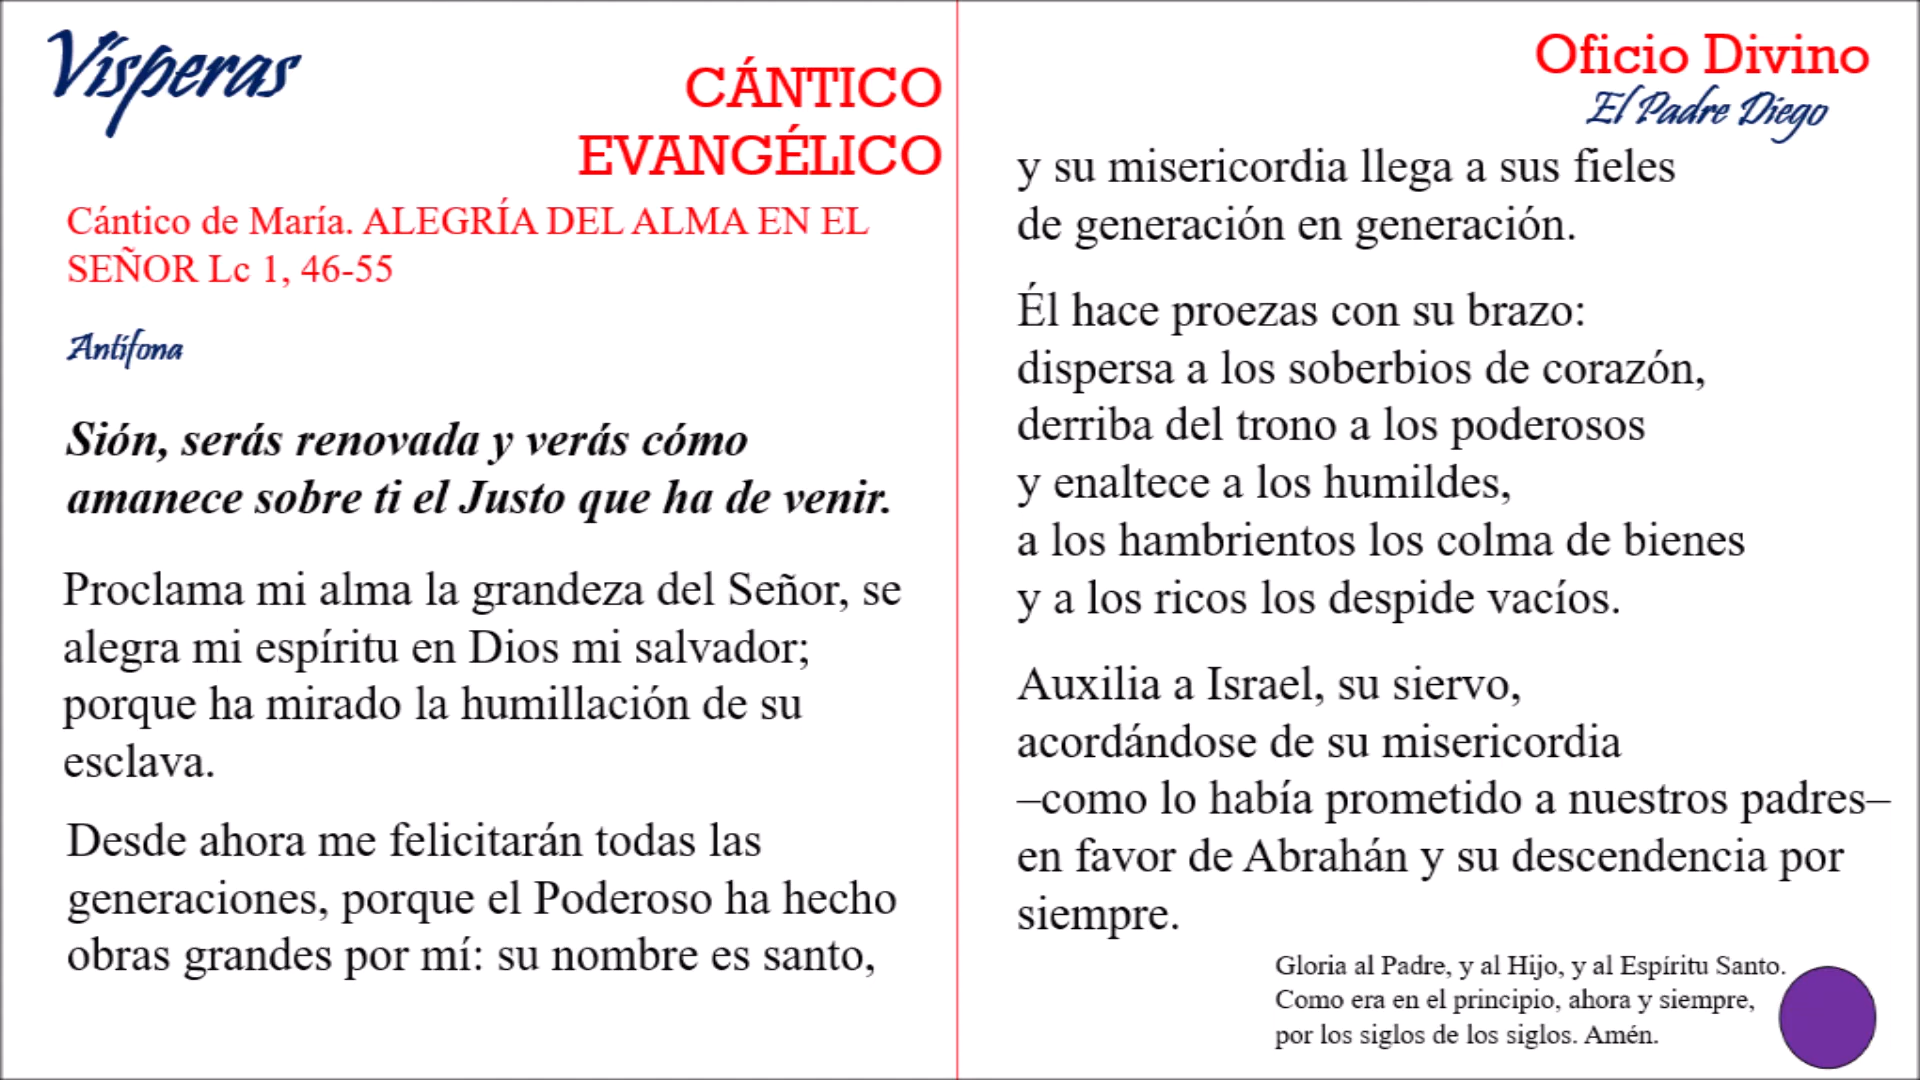 Vísperas
CÁNTICO
EVANGÉLICO
Cántico de María. ALEGRÍA DEL ALMA EN EL
SEÑOR Lc 1, 46-55
Antífona
Sión, serás renovada y verás cómo
amanece sobre ti el Justo que ha de venir.
Proclama mi alma la grandeza del Señor, se
alegra mi espíritu en Dios mi salvador;
porque ha mirado la humillación de su
esclava.
Desde ahora me felicitarán todas las
generaciones, porque el Poderoso ha hecho
obras grandes por mí: su nombre es santo,
Oficio Divino
El Padre Diego
y su misericordia llega a sus fieles
de generación en generación.
Él hace proezas con su brazo:
dispersa a los soberbios de corazón,
derriba del trono a los poderosos
y enaltece a los humildes,
a los hambrientos los colma de bienes
y a los ricos los despide vacíos.
Auxilia a Israel, su siervo,
acordándose de su misericordia
–como lo había prometido a nuestros padres–
en favor de Abrahán y su descendencia por
siempre.
Gloria al Padre, y al Hijo, y al Espíritu Santo.
Como era en el principio, ahora y siempre,
por los siglos de los siglos. Amén.